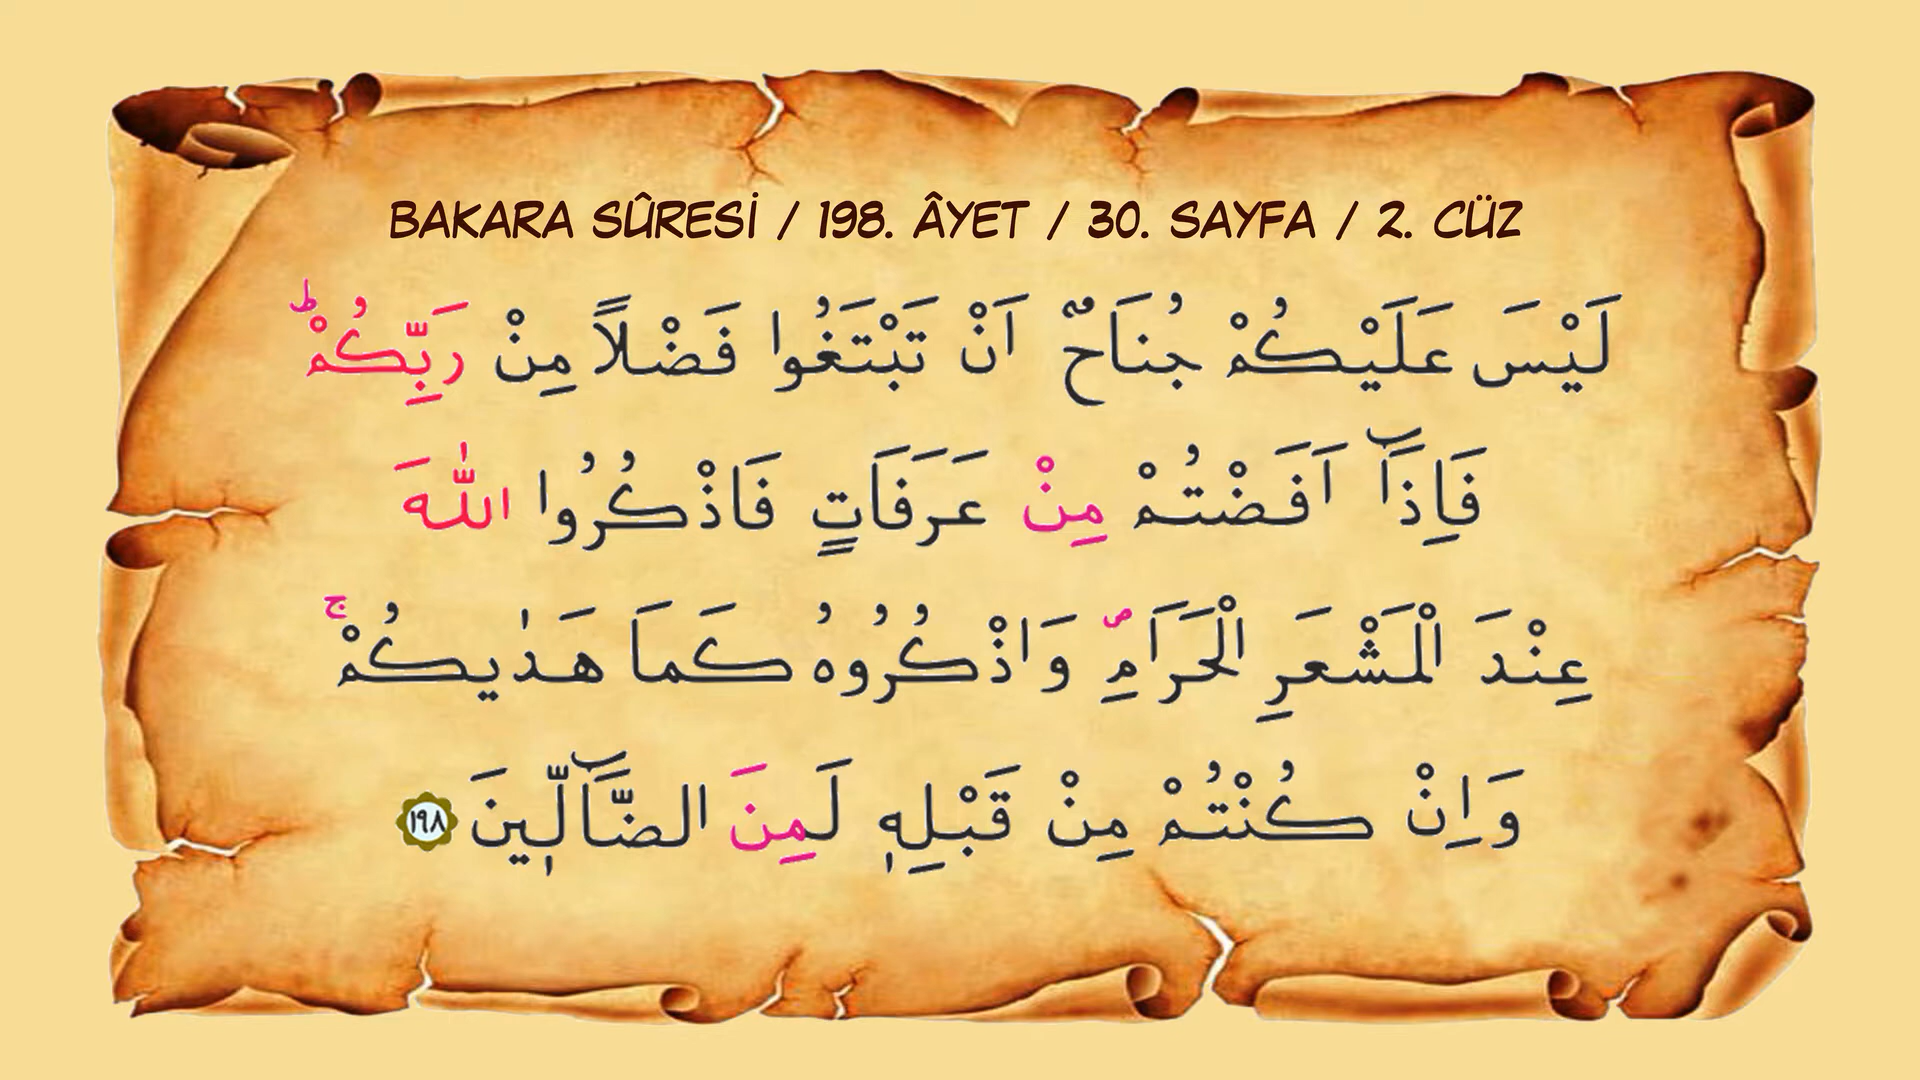 BAKARA SÛRESİ / 198. ÂYET / 30. SAYFA / 2. CÜZ
لَيْسَ عَلَيْكُمْ جُنَاحٌ اَنْ تَبْتَغُوا فَضْلاً مِنْ رَبِّكُمْۜ
فَاِذَٓا اَفَضْتُمْ مِنْ عَرَفَاتٍ فَاذْكُرُوا اللّٰهَ
عِنْدَ الْمَشْعَرِ الْحَرَامِۖ وَاذْكُرُوهُ كَمَا هَدٰيكُمْۚ
وَاِنْ كُنْتُمْ مِنْ قَبْلِه۪ لَمِنَ الضَّٓالّ۪ينَ ١٩٨